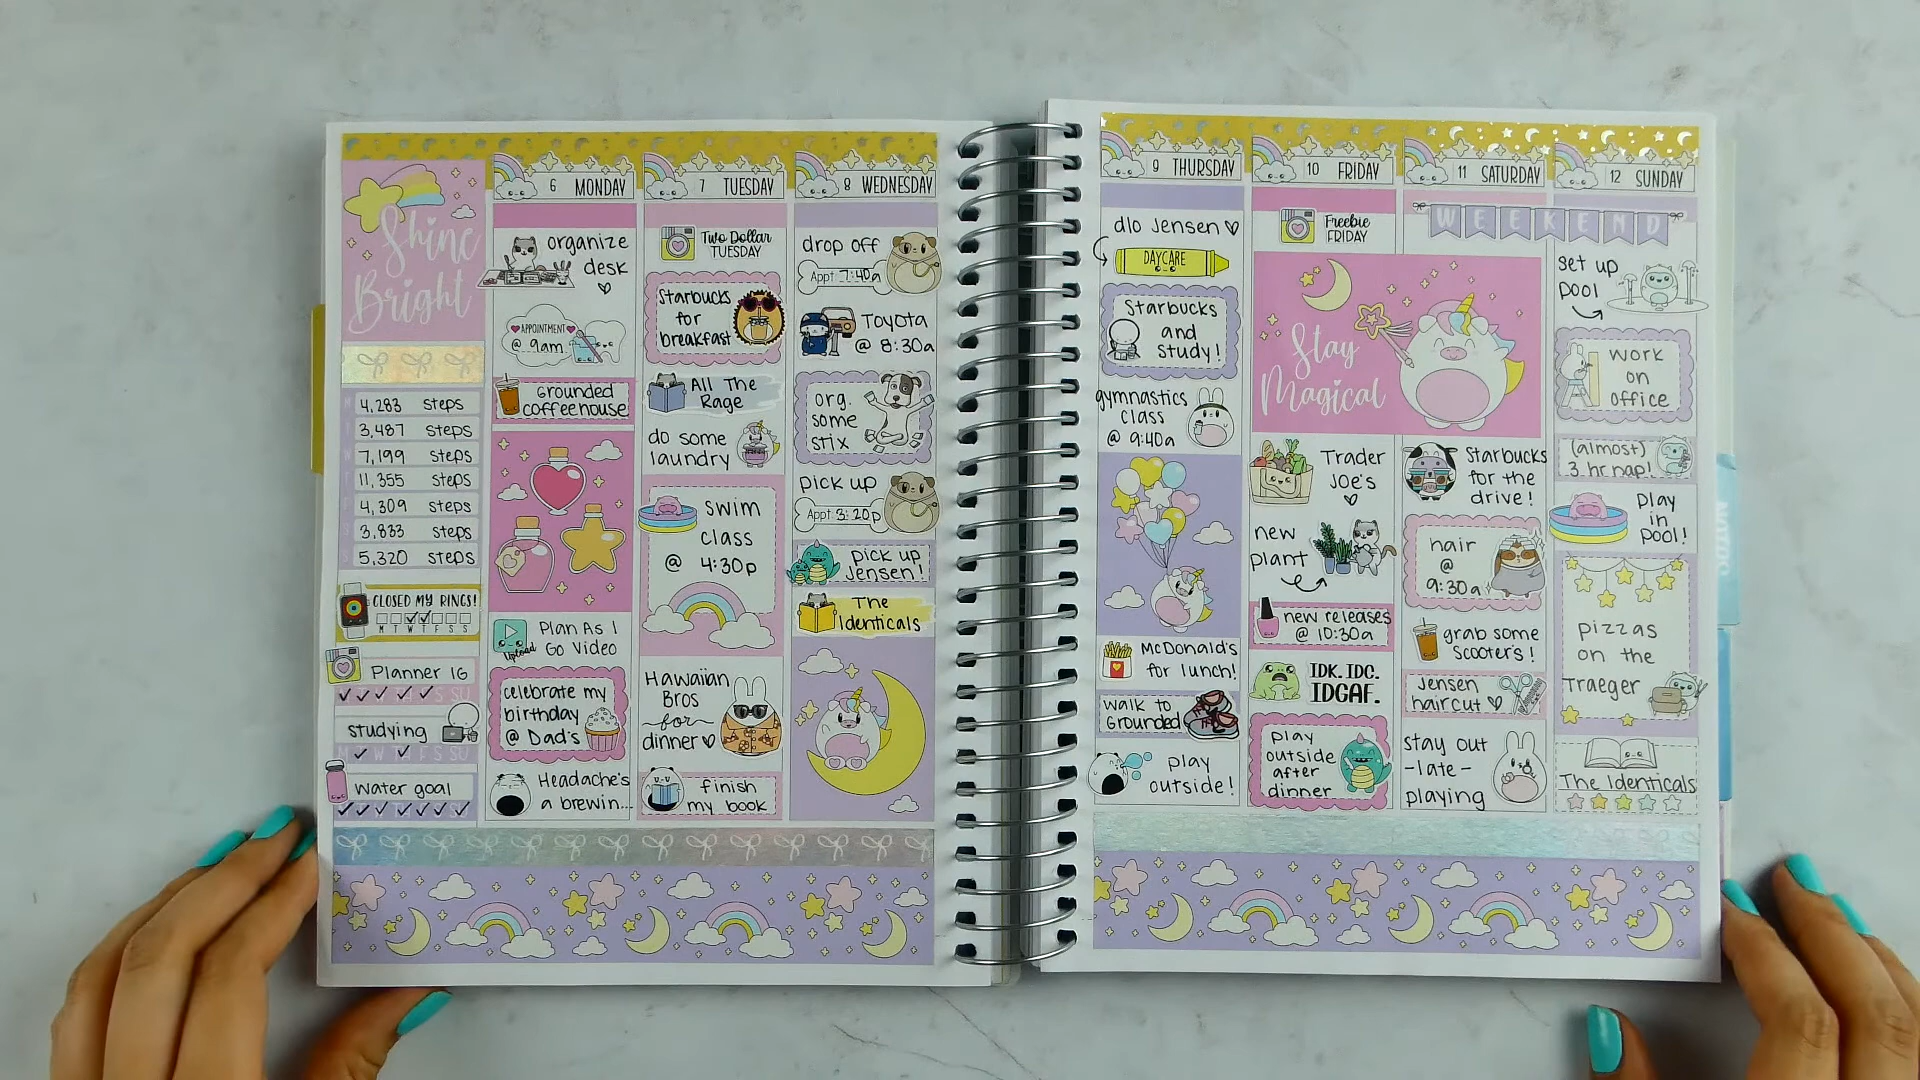 Shine
Bright
4,283 steps
3,487 steps
7,199 steps
11,355 steps
4,309 steps
3,833 steps
5,320 steps
CLOSED MY RINGS!
M T W T F S S
Planner IG
studying
water goal
6 MONDAY
organize
desk
APPOINTMENT
@ 9am
Grounded
coffeehouse
Upload
Plan As I
Go Video
celebrate my
birthday
@ Dad's
Headache's
a brewin...
7 TUESDAY
Two Dollar
TUESDAY
Starbucks
for
breakfast
All The
Rage
do some
laundry
swim
class
@ 4:30p
Hawaiian
Bros
for
dinner
finish
my book
8 WEDNESDAY
drop off
Appt 7:40a
Toyota
@ 8:30a
org.
some
stix
pick up
Appt 3:20p
pick up
Jensen!
The
Identicals
9 THURSDAY
d/o Jensen
DAYCARE
Starbucks
and
study!
gymnastics
class
@ 9:40a
McDonald's
for lunch!
walk to
Grounded
play
outside!
10 FRIDAY
Freebie
FRIDAY
Stay
Magical
Trader
Joe's
new
plant
new releases
@ 10:30a
IDK. IDC.
IDGAF.
play
outside
after
dinner
11 SATURDAY
WEEKEND
Starbucks
for the
drive!
hair
@
9:30a
grab some
Scooter's!
Jensen
haircut
stay out
-late-
playing
12 SUNDAY
set up
pool
work
on
office
(almost)
3 hr nap!
play
in
pool!
pizzas
on the
Traeger
The Identicals